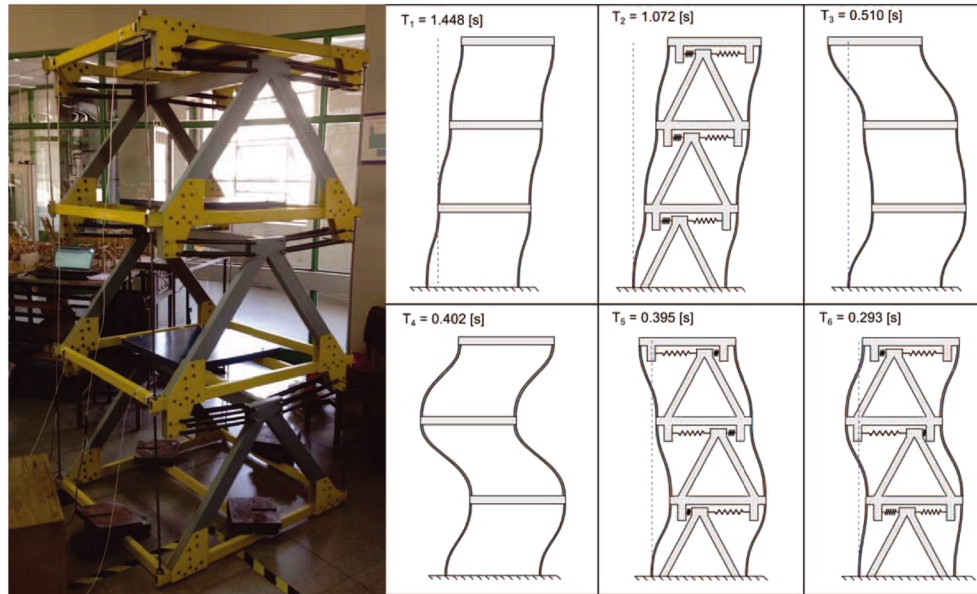 T₁ = 1.448 [s]
T₂ = 1.072 [s]
T₃ = 0.510 [s]
T₄ = 0.402 [s]
T₅ = 0.395 [s]
T₆ = 0.293 [s]